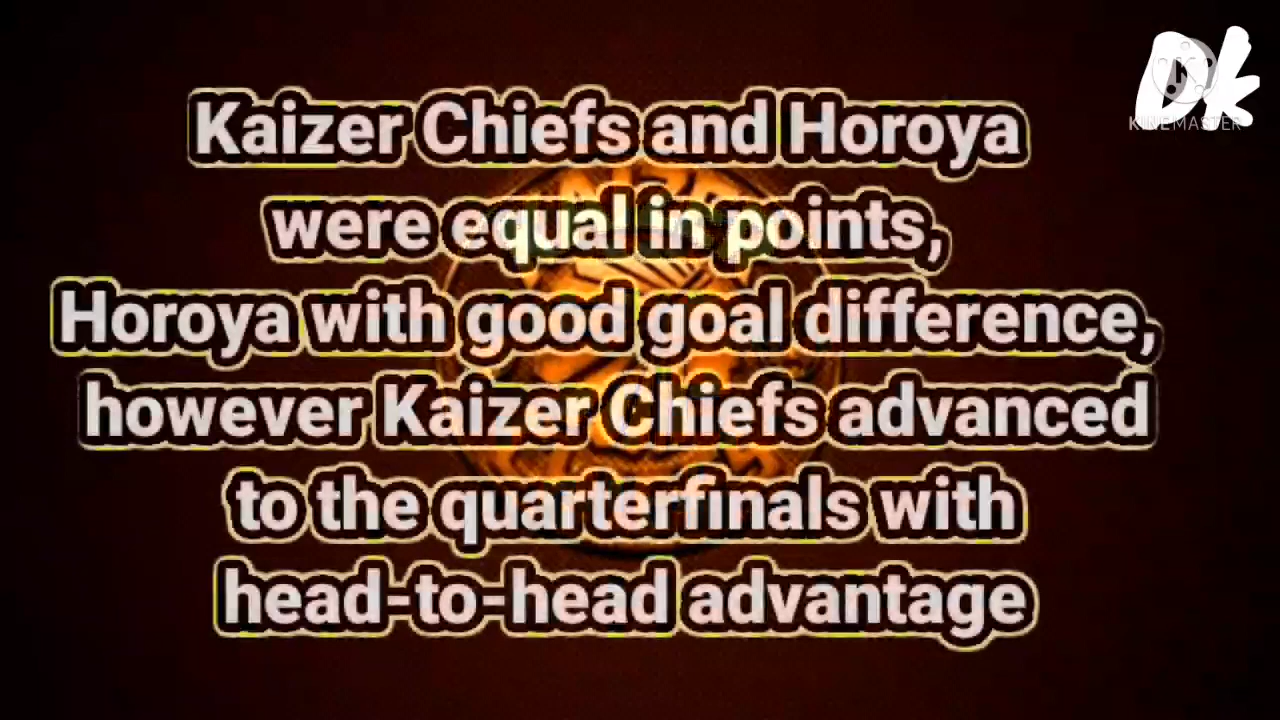 Dk
KINEMASTER
Kaizer Chiefs and Horoya
were equal in points,
Horoya with good goal difference,
however Kaizer Chiefs advanced
to the quarterfinals with
head-to-head advantage